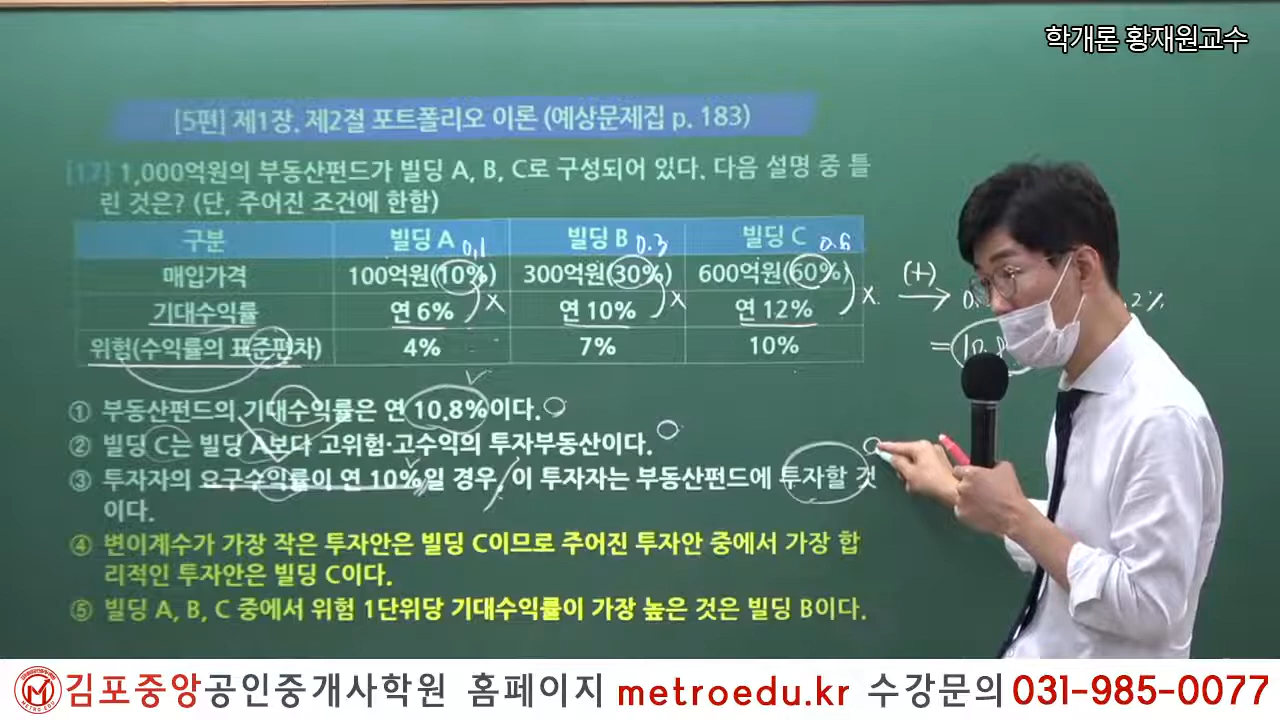 학개론 황재원교수
[5편] 제1장. 제2절 포트폴리오 이론 (예상문제집 p. 183)
[17] 1,000억원의 부동산펀드가 빌딩 A, B, C로 구성되어 있다. 다음 설명 중 틀
린 것은? (단, 주어진 조건에 한함)
구분 빌딩 A 0.1 빌딩 B 0.3 빌딩 C 0.6
매입가격 100억원(10%) 300억원(30%) 600억원(60%) (+)
기대수익률 연 6% X 연 10% X 연 12% X
위험(수익률의 표준편차) 4% 7% 10%
① 부동산펀드의 기대수익률은 연 10.8%이다.
② 빌딩 C는 빌딩 A보다 고위험·고수익의 투자부동산이다.
③ 투자자의 요구수익률이 연 10%일 경우, 이 투자자는 부동산펀드에 투자할 것
이다.
④ 변이계수가 가장 작은 투자안은 빌딩 C이므로 주어진 투자안 중에서 가장 합
리적인 투자안은 빌딩 C이다.
⑤ 빌딩 A, B, C 중에서 위험 1단위당 기대수익률이 가장 높은 것은 빌딩 B이다.
김포중앙공인중개사학원 홈페이지 metroedu.kr 수강문의 031-985-0077